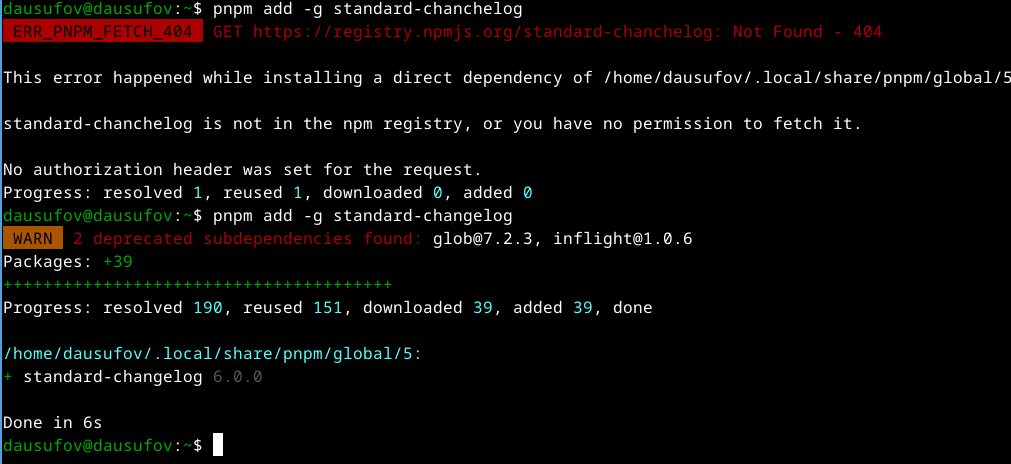 dausufov@dausufov:~$ pnpm add -g standard-chanchelog
ERR_PNPM_FETCH_404  GET https://registry.npmjs.org/standard-chanchelog: Not Found - 404
This error happened while installing a direct dependency of /home/dausufov/.local/share/pnpm/global/5
standard-chanchelog is not in the npm registry, or you have no permission to fetch it.
No authorization header was set for the request.
Progress: resolved 1, reused 1, downloaded 0, added 0
dausufov@dausufov:~$ pnpm add -g standard-changelog
WARN  2 deprecated subdependencies found: glob@7.2.3, inflight@1.0.6
Packages: +39
+++++++++++++++++++++++++++++++++++++++
Progress: resolved 190, reused 151, downloaded 39, added 39, done
/home/dausufov/.local/share/pnpm/global/5:
+ standard-changelog 6.0.0
Done in 6s
dausufov@dausufov:~$